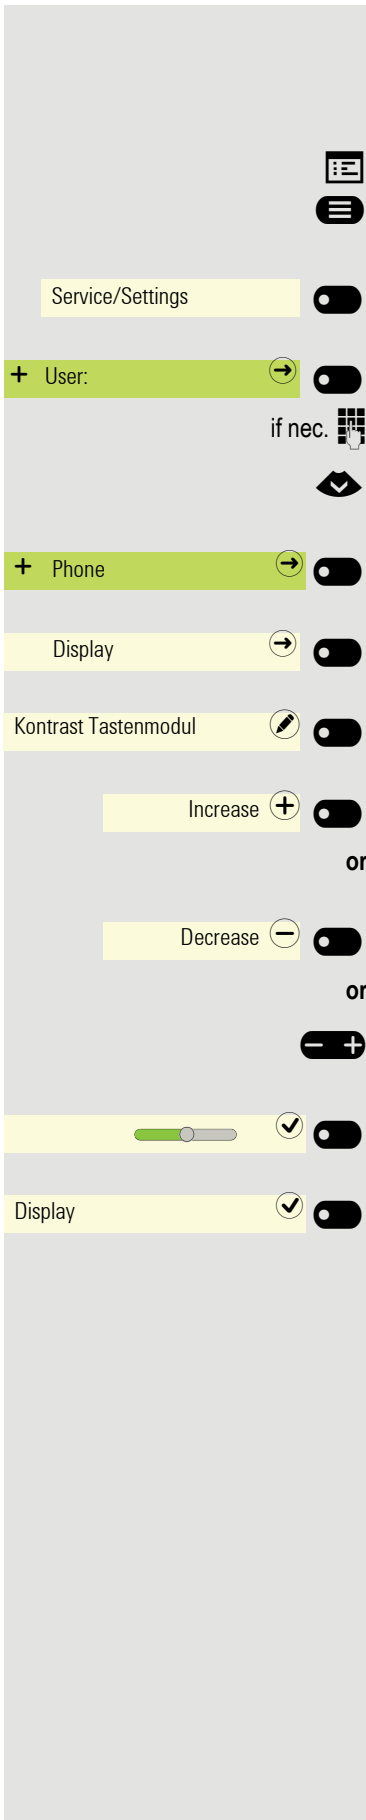 Service/Settings
+ User:
if nec.
+ Phone
Display
Kontrast Tastenmodul
Increase +
or
Decrease −
or
− +
Display